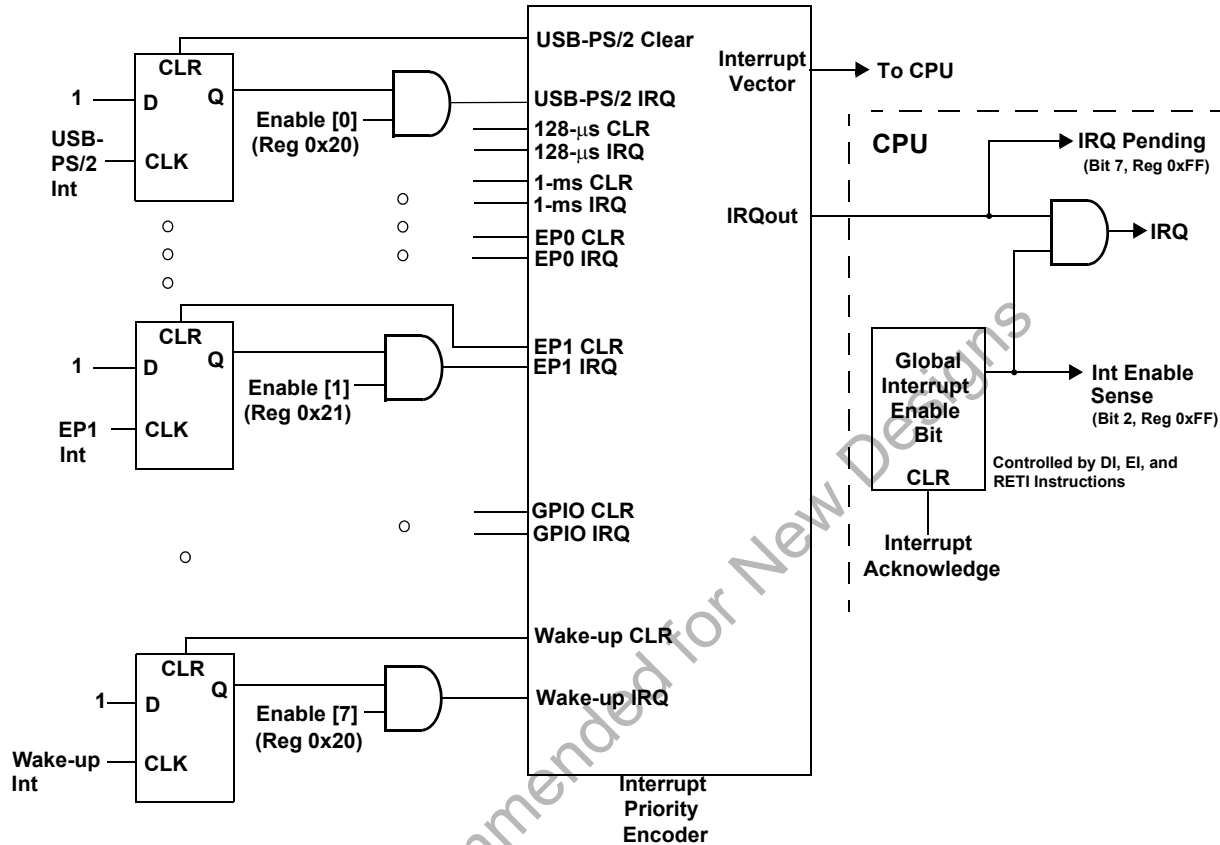 CLR
1
D
Q
USB-
PS/2
Int
CLK
Enable [0]
(Reg 0x20)
USB-PS/2 Clear
USB-PS/2 IRQ
128-μs CLR
128-μs IRQ
1-ms CLR
1-ms IRQ
EP0 CLR
EP0 IRQ
CLR
1
D
Q
EP1
Int
CLK
Enable [1]
(Reg 0x21)
EP1 CLR
EP1 IRQ
GPIO CLR
GPIO IRQ
CLR
1
D
Q
Wake-up
Int
CLK
Enable [7]
(Reg 0x20)
Wake-up CLR
Wake-up IRQ
Interrupt
Priority
Encoder
Interrupt
Vector
To CPU
IRQout
CPU
IRQ Pending
(Bit 7, Reg 0xFF)
IRQ
Global
Interrupt
Enable
Bit
CLR
Int Enable
Sense
(Bit 2, Reg 0xFF)
Controlled by DI, EI, and
RETI Instructions
Interrupt
Acknowledge
mmended for New Designs